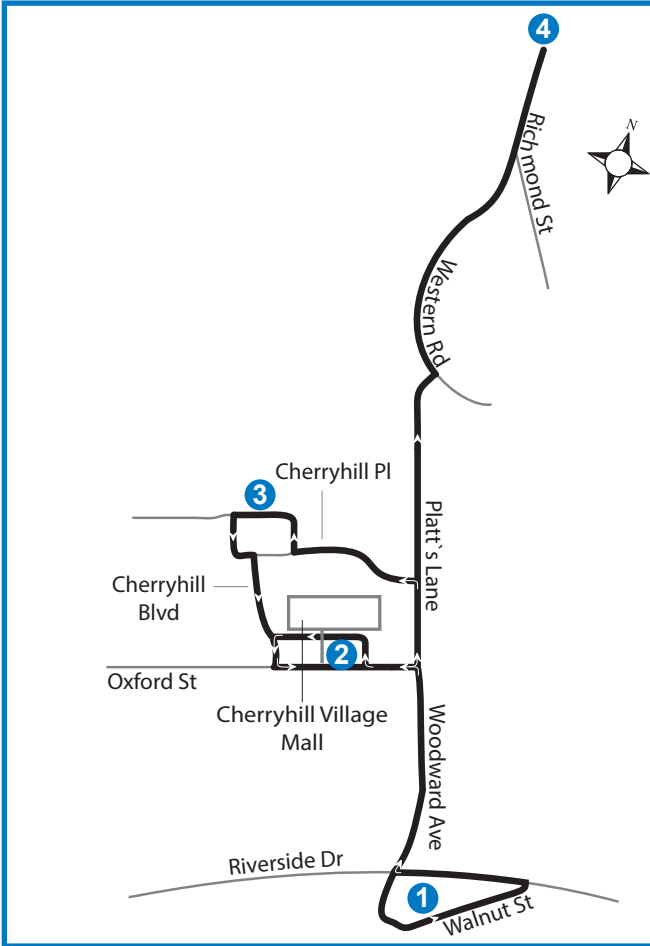 4
N
Richmond St
Western Rd
Cherryhill Pl
3
Platt`s Lane
Cherryhill
Blvd
2
Oxford St
Cherryhill Village
Mall
Woodward Ave
Riverside Dr
1
Walnut St